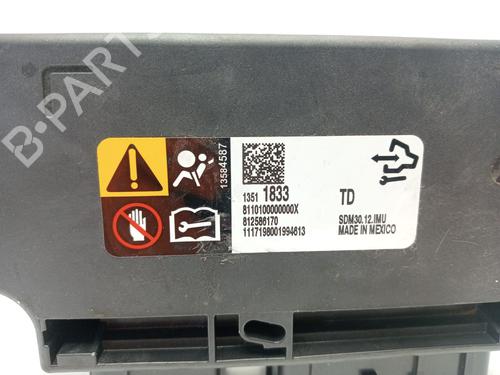 B-PARTS
13584587
1351 1833
TD
8110100000000X
812586170
1117198001994613
SDM30.12.IMU
MADE IN MEXICO